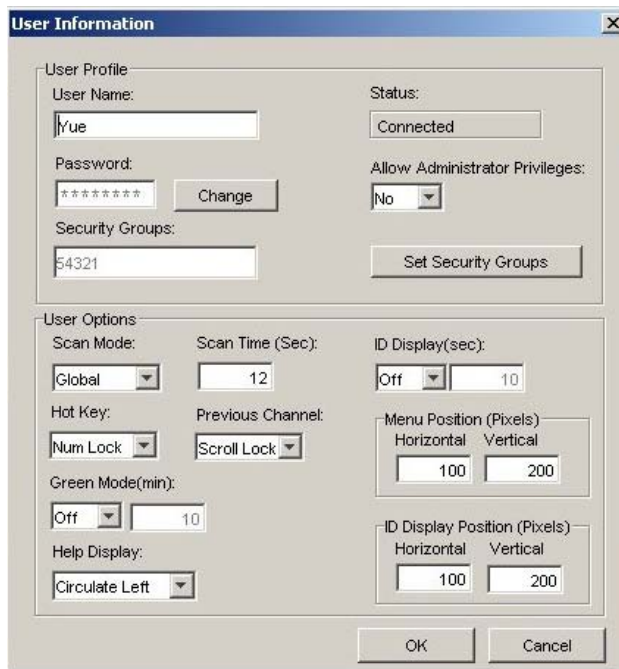 User Information
User Profile
User Name:
Status:
Yue
Connected
Password:
Allow Administrator Privileges:
********
Change
No
Security Groups:
54321
Set Security Groups
User Options
Scan Mode:
Scan Time (Sec):
ID Display(sec):
Global
12
Off
10
Hot Key:
Previous Channel:
Menu Position (Pixels)
Horizontal
Vertical
Num Lock
Scroll Lock
100
200
Green Mode(min):
Off
10
ID Display Position (Pixels)
Help Display:
Horizontal
Vertical
Circulate Left
100
200
OK
Cancel